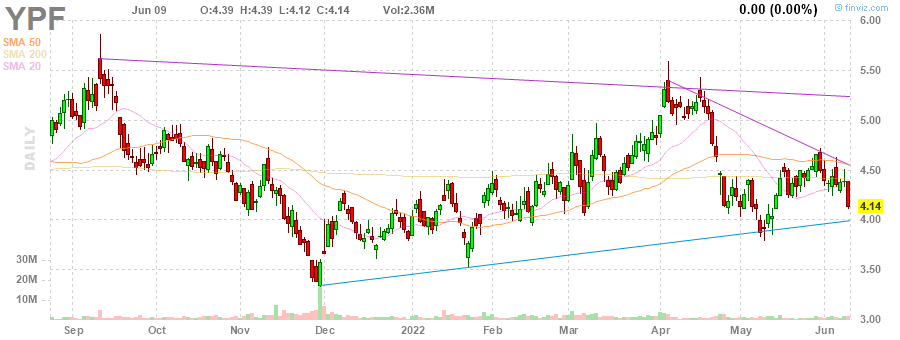 YPF
Jun 09 O:4.39 H:4.39 L:4.12 C:4.14 Vol:2.36M 0.00 (0.00%) © finviz.com
SMA 50
SMA 200
SMA 20
DAILY
6.00
5.50
5.00
4.50
4.14
4.00
3.50
3.00
30M
20M
10M
Sep Oct Nov Dec 2022 Feb Mar Apr May Jun